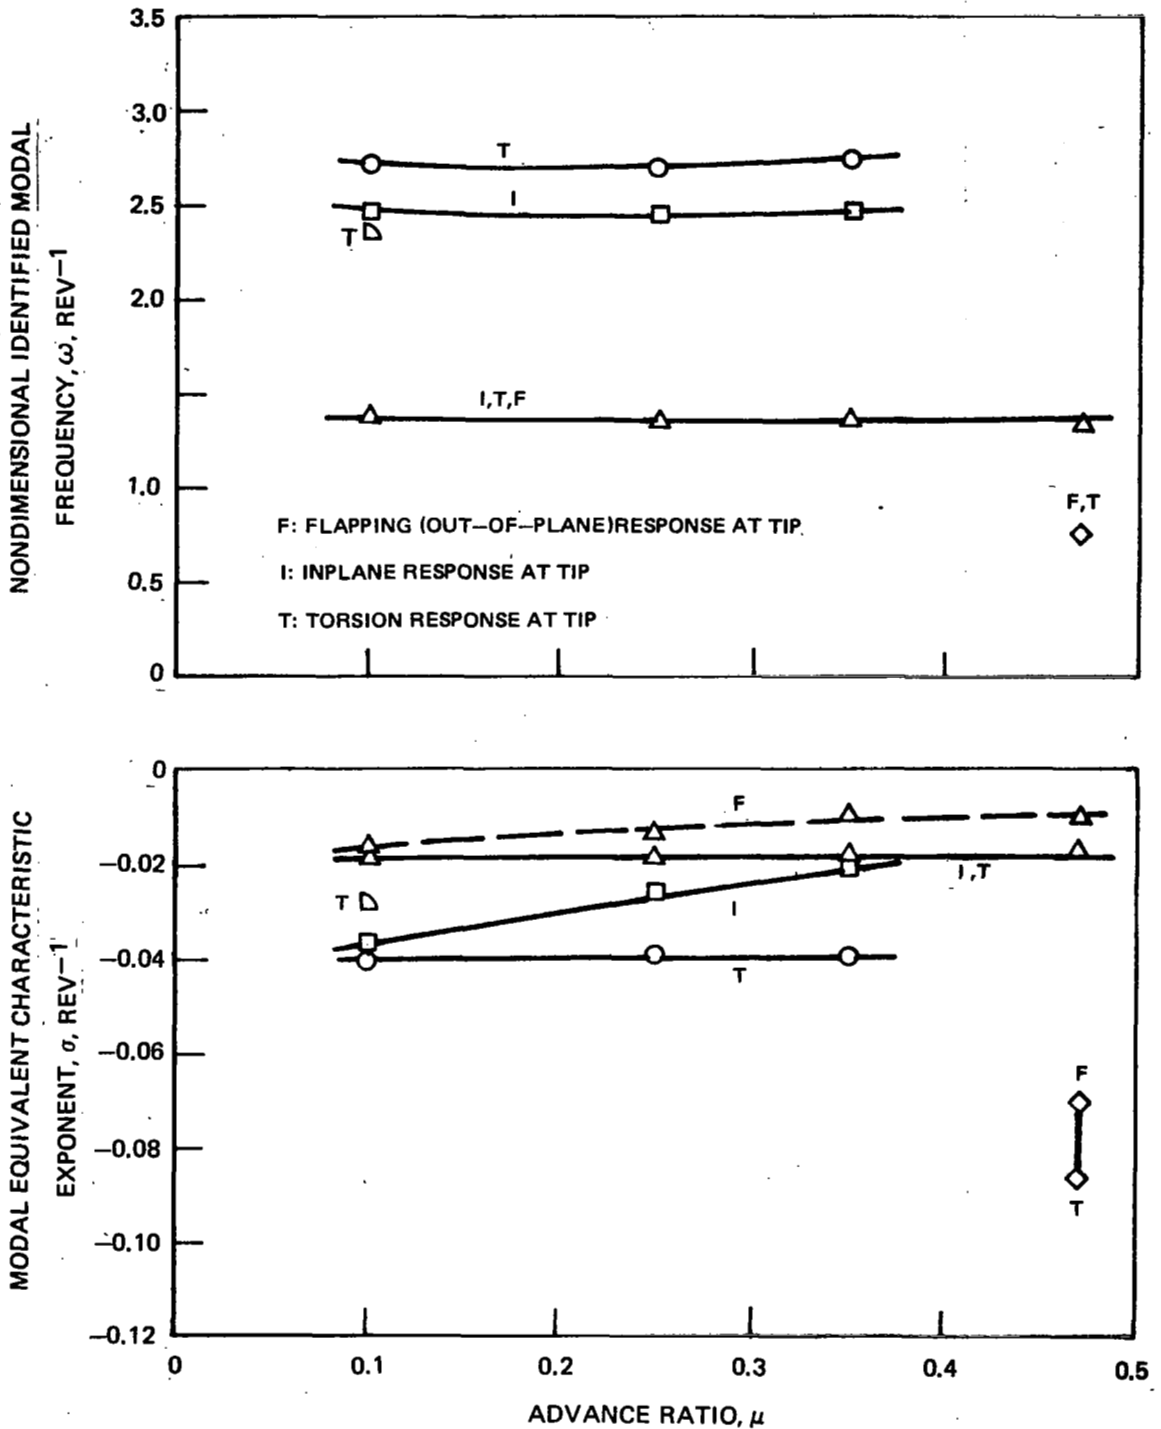 NONDIMENSIONAL IDENTIFIED MODAL
FREQUENCY, ω, REV–1
3.5
3.0
2.5
2.0
1.0
0.5
0
T
I
T
I,T,F
F,T
F: FLAPPING (OUT–OF–PLANE)RESPONSE AT TIP
I: INPLANE RESPONSE AT TIP
T: TORSION RESPONSE AT TIP
MODAL EQUIVALENT CHARACTERISTIC
EXPONENT, σ, REV–1
0
–0.02
–0.04
–0.06
–0.08
–0.10
–0.12
F
I,T
T
I
T
F
T
0
0.1
0.2
0.3
0.4
0.5
ADVANCE RATIO, μ